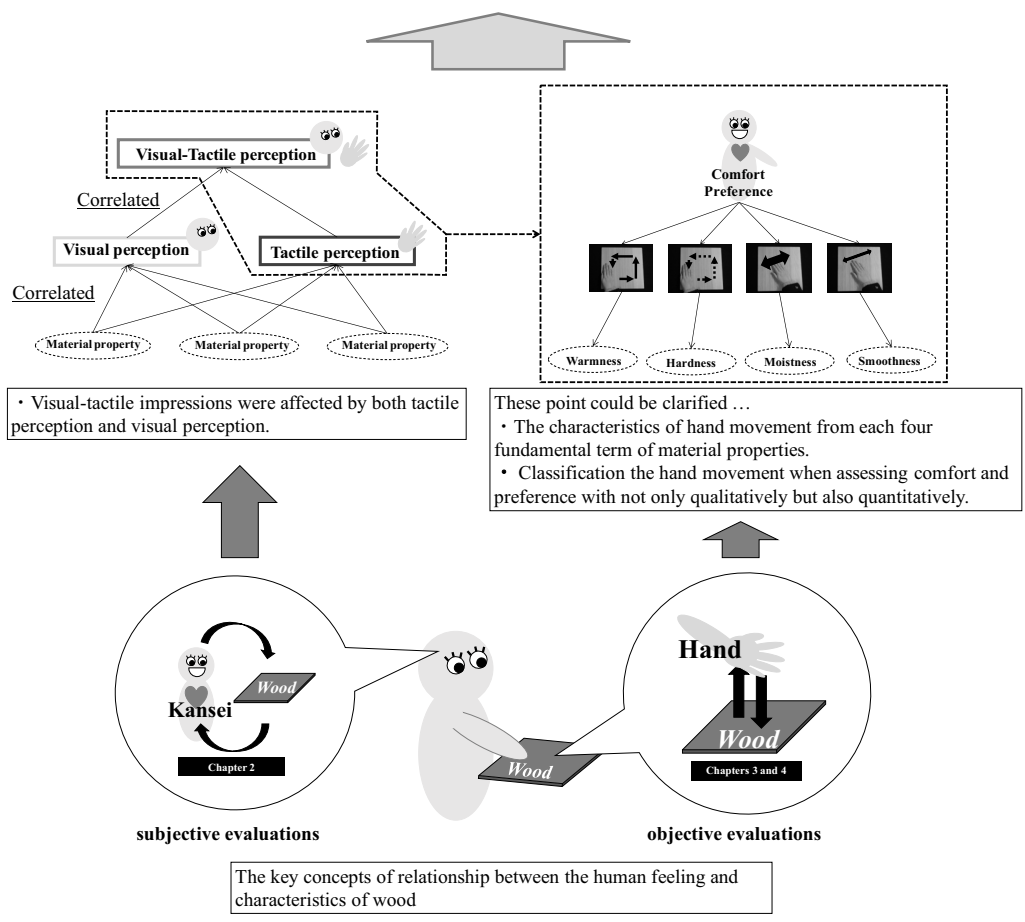 Visual-Tactile perception
Correlated
Visual perception
Tactile perception
Correlated
Material property
Material property
Material property
Comfort
Preference
Warmness
Hardness
Moistness
Smoothness
・Visual-tactile impressions were affected by both tactile
perception and visual perception.
These point could be clarified …
・The characteristics of hand movement from each four
fundamental term of material properties.
・ Classification the hand movement when assessing comfort and
preference with not only qualitatively but also quantitatively.
Wood
Kansei
Chapter 2
subjective evaluations
Wood
Hand
Wood
Chapters 3 and 4
objective evaluations
The key concepts of relationship between the human feeling and
characteristics of wood